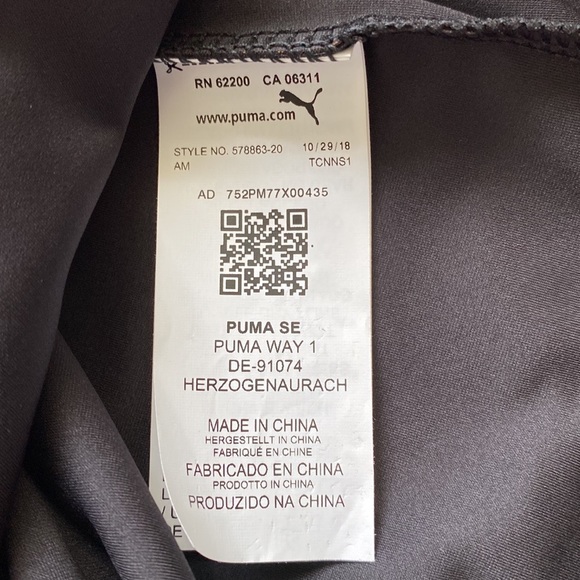 RN 62200 CA 06311
www.puma.com
STYLE NO. 578863-20 10/29/18
AM TCNNS1
AD 752PM77X00435
PUMA SE
PUMA WAY 1
DE-91074
HERZOGENAURACH
MADE IN CHINA
HERGESTELLT IN CHINA
FABRIQUÉ EN CHINE
FABRICADO EN CHINA
PRODOTTO IN CHINA
PRODUZIDO NA CHINA